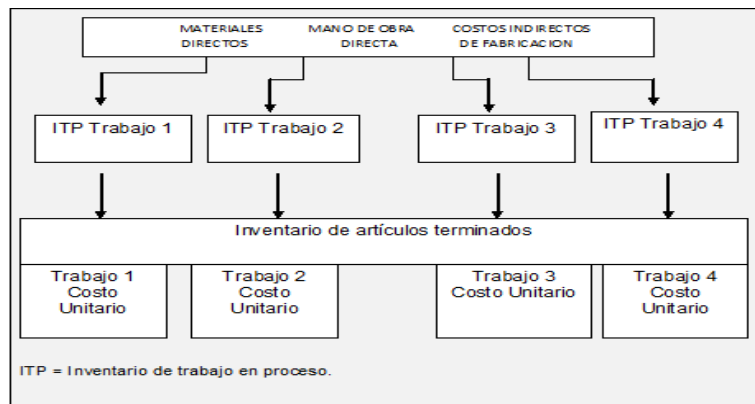 MATERIALES DIRECTOS
MANO DE OBRA DIRECTA
COSTOS INDIRECTOS DE FABRICACION
ITP Trabajo 1
ITP Trabajo 2
ITP Trabajo 3
ITP Trabajo 4
Inventario de artículos terminados
Trabajo 1
Costo
Unitario
Trabajo 2
Costo
Unitario
Trabajo 3
Costo Unitario
Trabajo 4
Costo
Unitario
ITP = Inventario de trabajo en proceso.